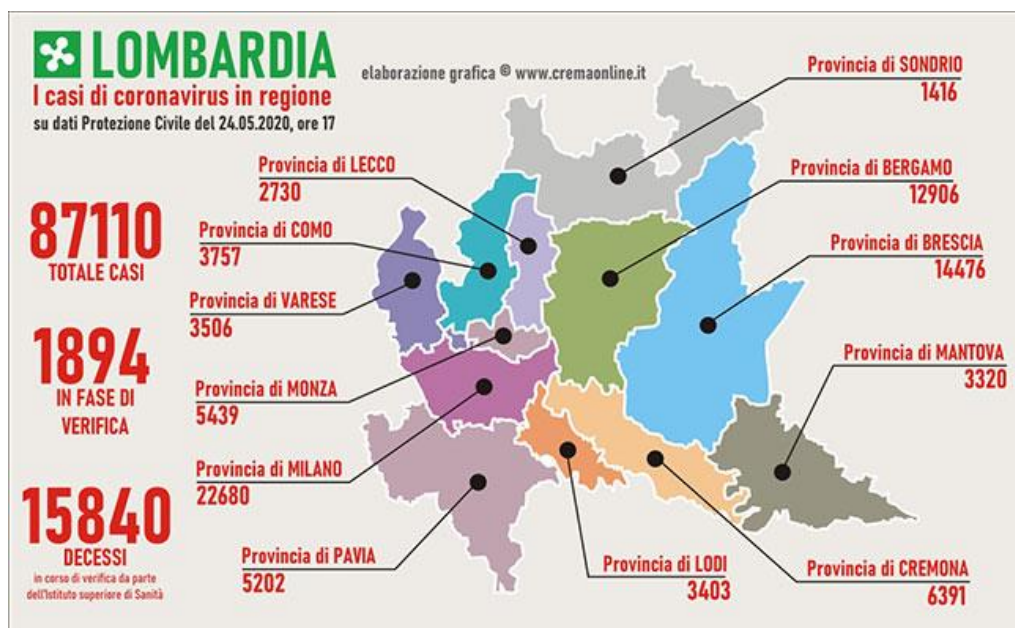 LOMBARDIA
I casi di coronavirus in regione
su dati Protezione Civile del 24.05.2020, ore 17
elaborazione grafica © www.cremaonline.it
87110
TOTALE CASI
1894
IN FASE DI
VERIFICA
15840
DECESSI
in corso di verifica da parte
dell'Istituto superiore di Sanità
Provincia di SONDRIO
1416
Provincia di LECCO
2730
Provincia di BERGAMO
12906
Provincia di COMO
3757
Provincia di BRESCIA
14476
Provincia di VARESE
3506
Provincia di MANTOVA
3320
Provincia di MONZA
5439
Provincia di MILANO
22680
Provincia di PAVIA
5202
Provincia di LODI
3403
Provincia di CREMONA
6391